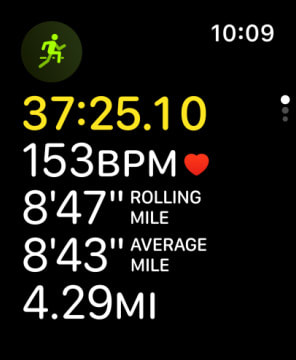 10:09
37:25.10
153BPM
8'47" ROLLING
MILE
8'43" AVERAGE
MILE
4.29MI